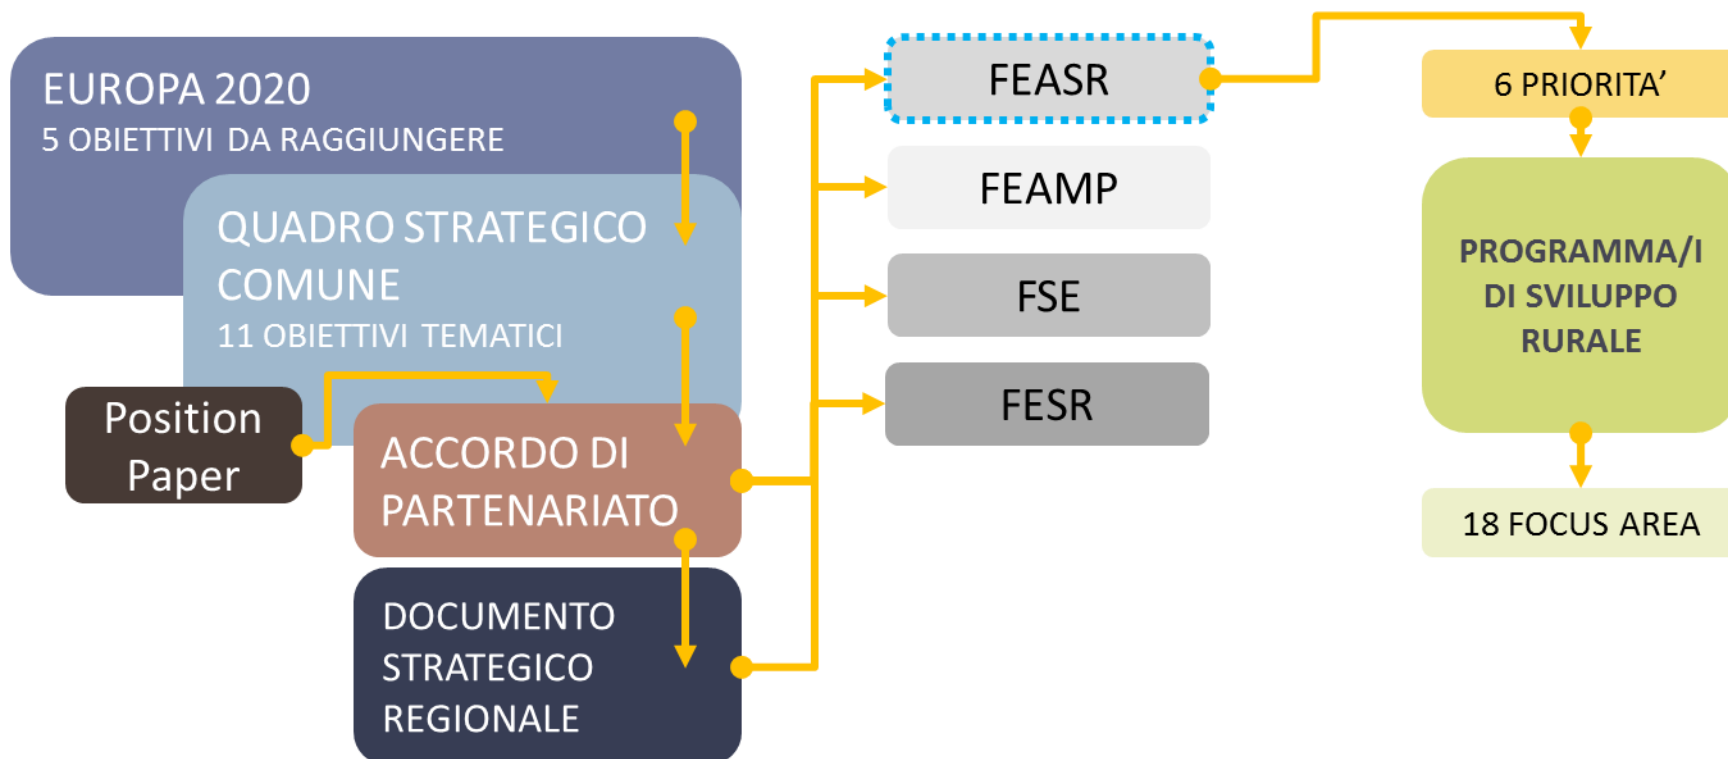 EUROPA 2020
5 OBIETTIVI DA RAGGIUNGERE
QUADRO STRATEGICO
COMUNE
11 OBIETTIVI TEMATICI
Position
Paper
ACCORDO DI
PARTENARIATO
DOCUMENTO
STRATEGICO
REGIONALE
FEASR
FEAMP
FSE
FESR
6 PRIORITA’
PROGRAMMA/I
DI SVILUPPO
RURALE
18 FOCUS AREA